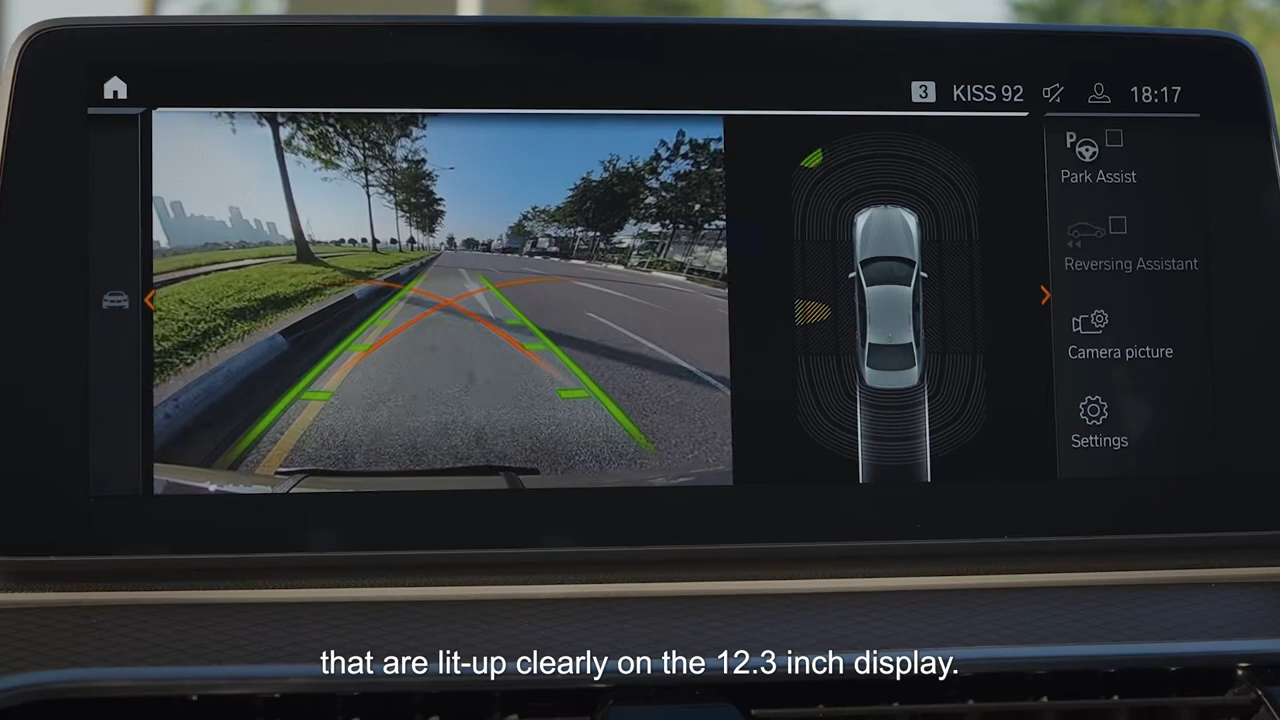 3 KISS 92 18:17
P
Park Assist
Reversing Assistant
Camera picture
Settings
that are lit-up clearly on the 12.3 inch display.